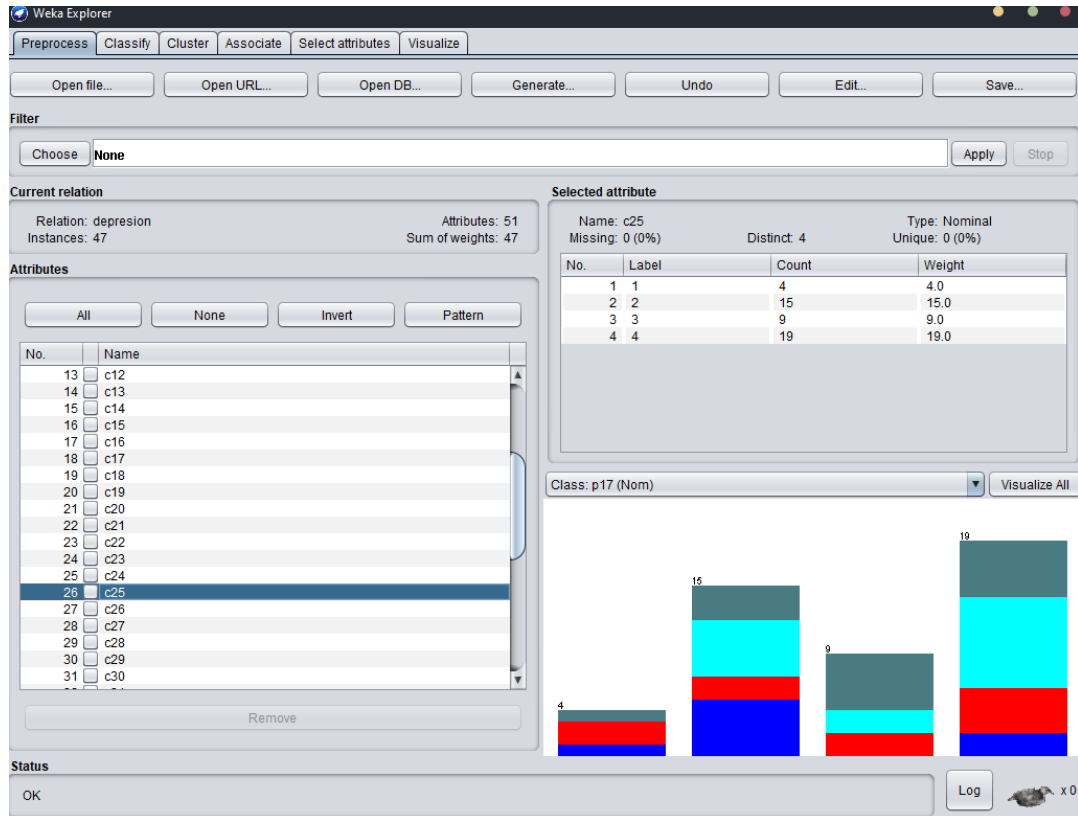 Weka Explorer
Preprocess Classify Cluster Associate Select attributes Visualize
Open file... Open URL... Open DB... Generate... Undo Edit... Save...
Filter
Choose None Apply Stop
Current relation
Relation: depresion Attributes: 51
Instances: 47 Sum of weights: 47
Attributes
All None Invert Pattern
No. Name
13 c12
14 c13
15 c14
16 c15
17 c16
18 c17
19 c18
20 c19
21 c20
22 c21
23 c22
24 c23
25 c24
26 c25
27 c26
28 c27
29 c28
30 c29
31 c30
Remove
Selected attribute
Name: c25 Type: Nominal
Missing: 0 (0%) Distinct: 4 Unique: 0 (0%)
No. Label Count Weight
1 1 4 4.0
2 2 15 15.0
3 3 9 9.0
4 4 19 19.0
Class: p17 (Nom) Visualize All
4 15 9 19
Status
OK Log x 0